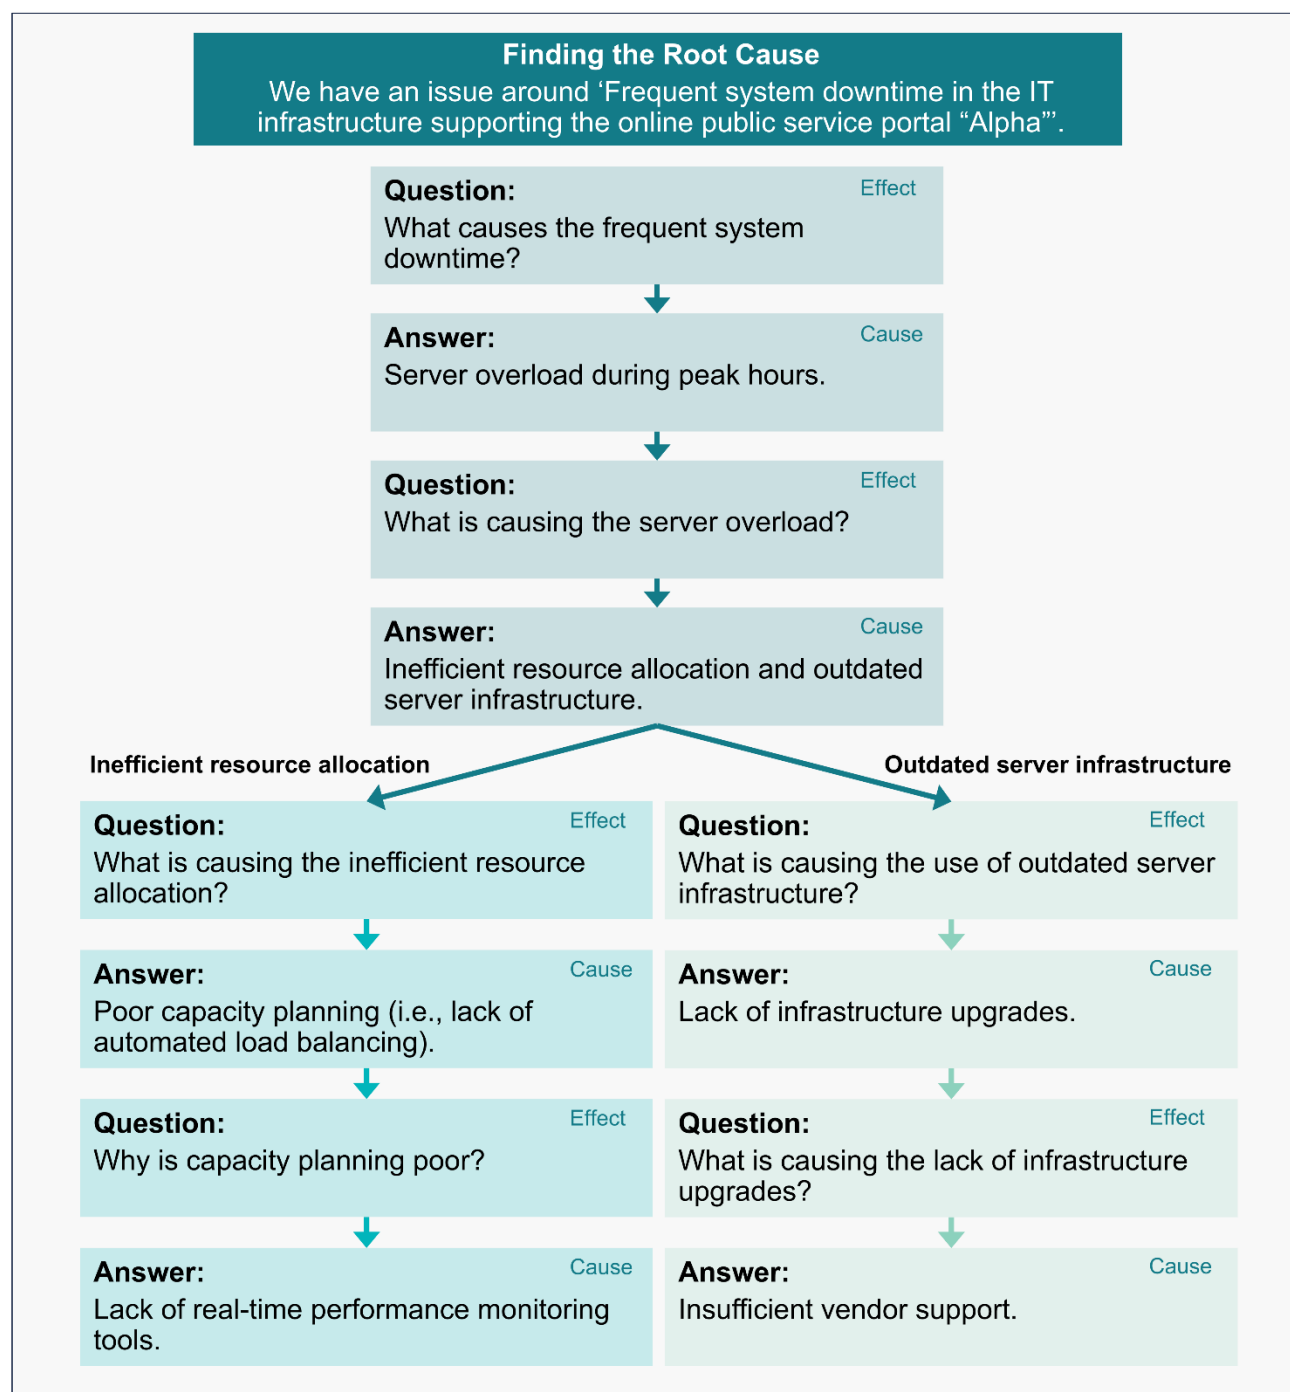 Finding the Root Cause
We have an issue around ‘Frequent system downtime in the IT
infrastructure supporting the online public service portal “Alpha”’.
Question:
Effect
What causes the frequent system
downtime?
Answer:
Cause
Server overload during peak hours.
Question:
Effect
What is causing the server overload?
Answer:
Cause
Inefficient resource allocation and outdated
server infrastructure.
Inefficient resource allocation
Question:
Effect
What is causing the inefficient resource
allocation?
Answer:
Cause
Poor capacity planning (i.e., lack of
automated load balancing).
Question:
Effect
Why is capacity planning poor?
Answer:
Cause
Lack of real-time performance monitoring
tools.
Outdated server infrastructure
Question:
Effect
What is causing the use of outdated server
infrastructure?
Answer:
Cause
Lack of infrastructure upgrades.
Question:
Effect
What is causing the lack of infrastructure
upgrades?
Answer:
Cause
Insufficient vendor support.